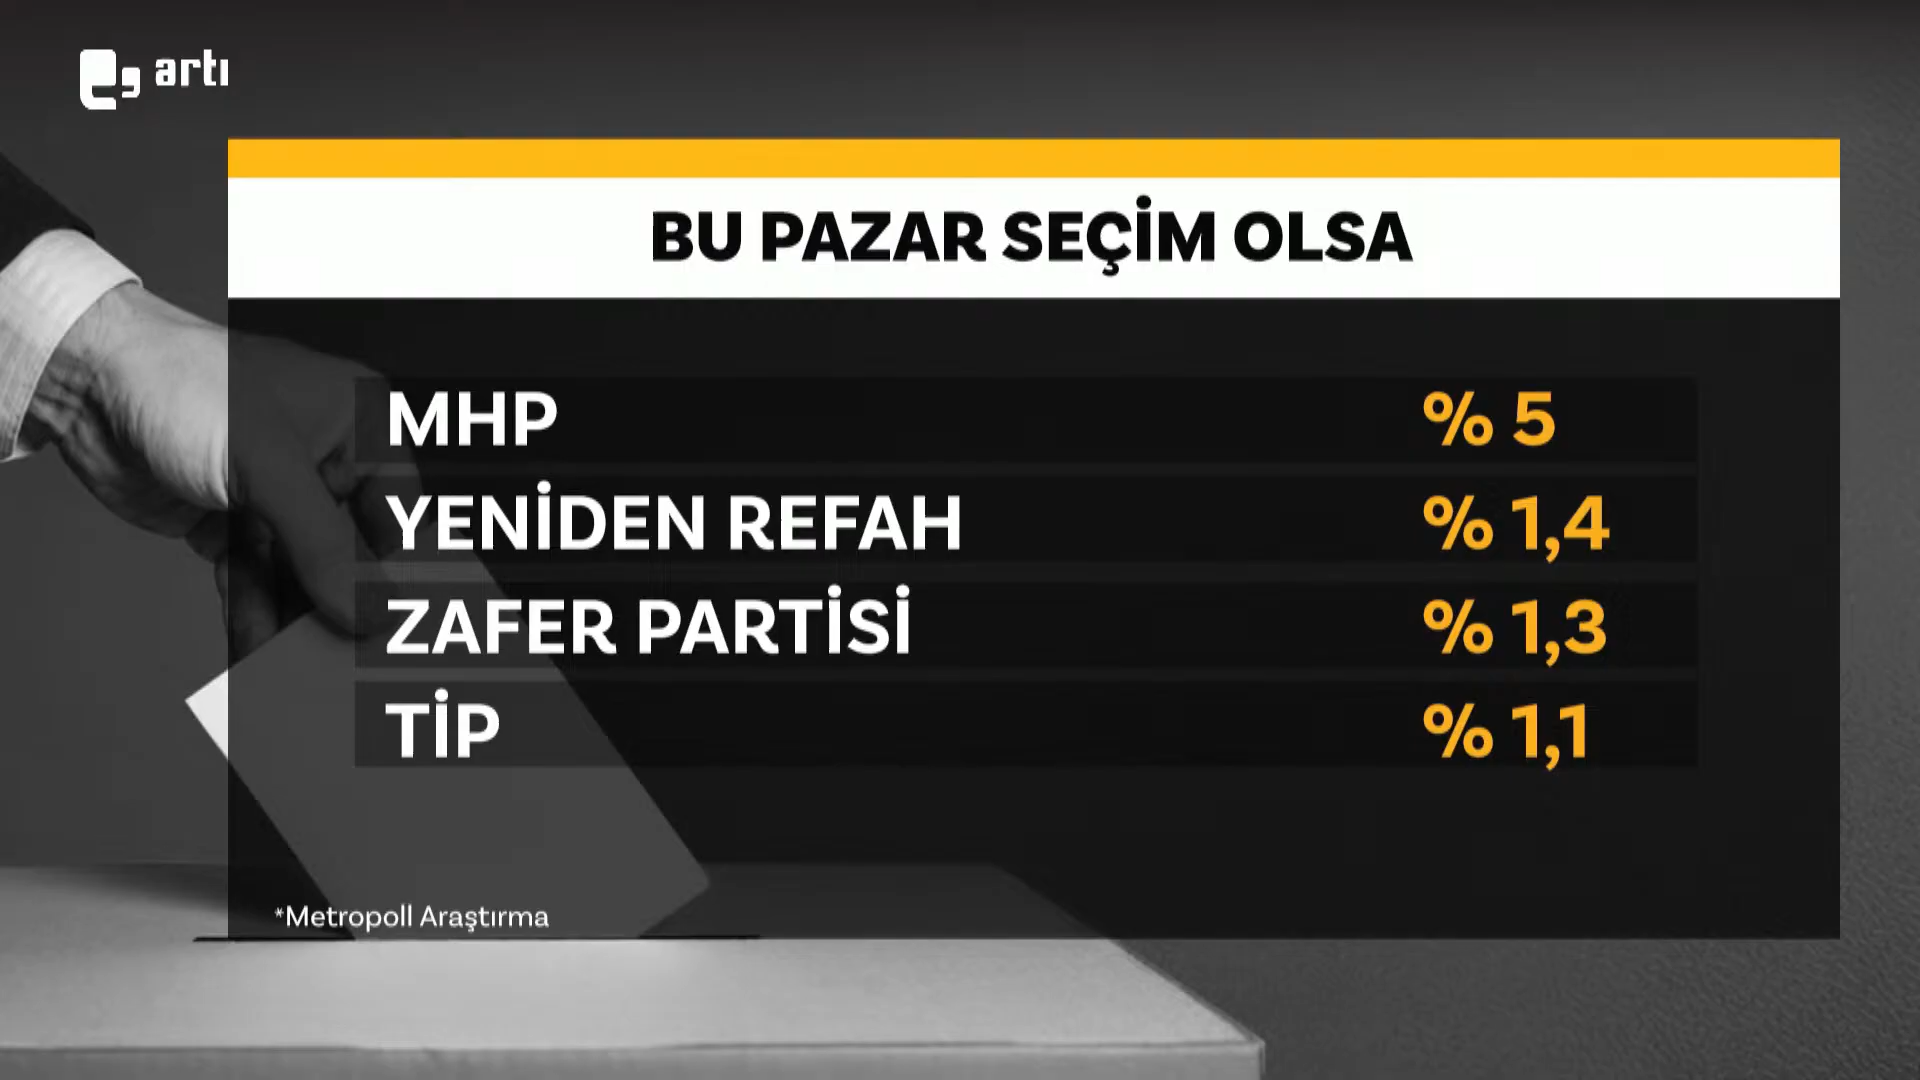 artı
BU PAZAR SEÇİM OLSA
MHP % 5
YENİDEN REFAH % 1,4
ZAFER PARTİSİ % 1,3
TİP % 1,1
*Metropoll Araştırma